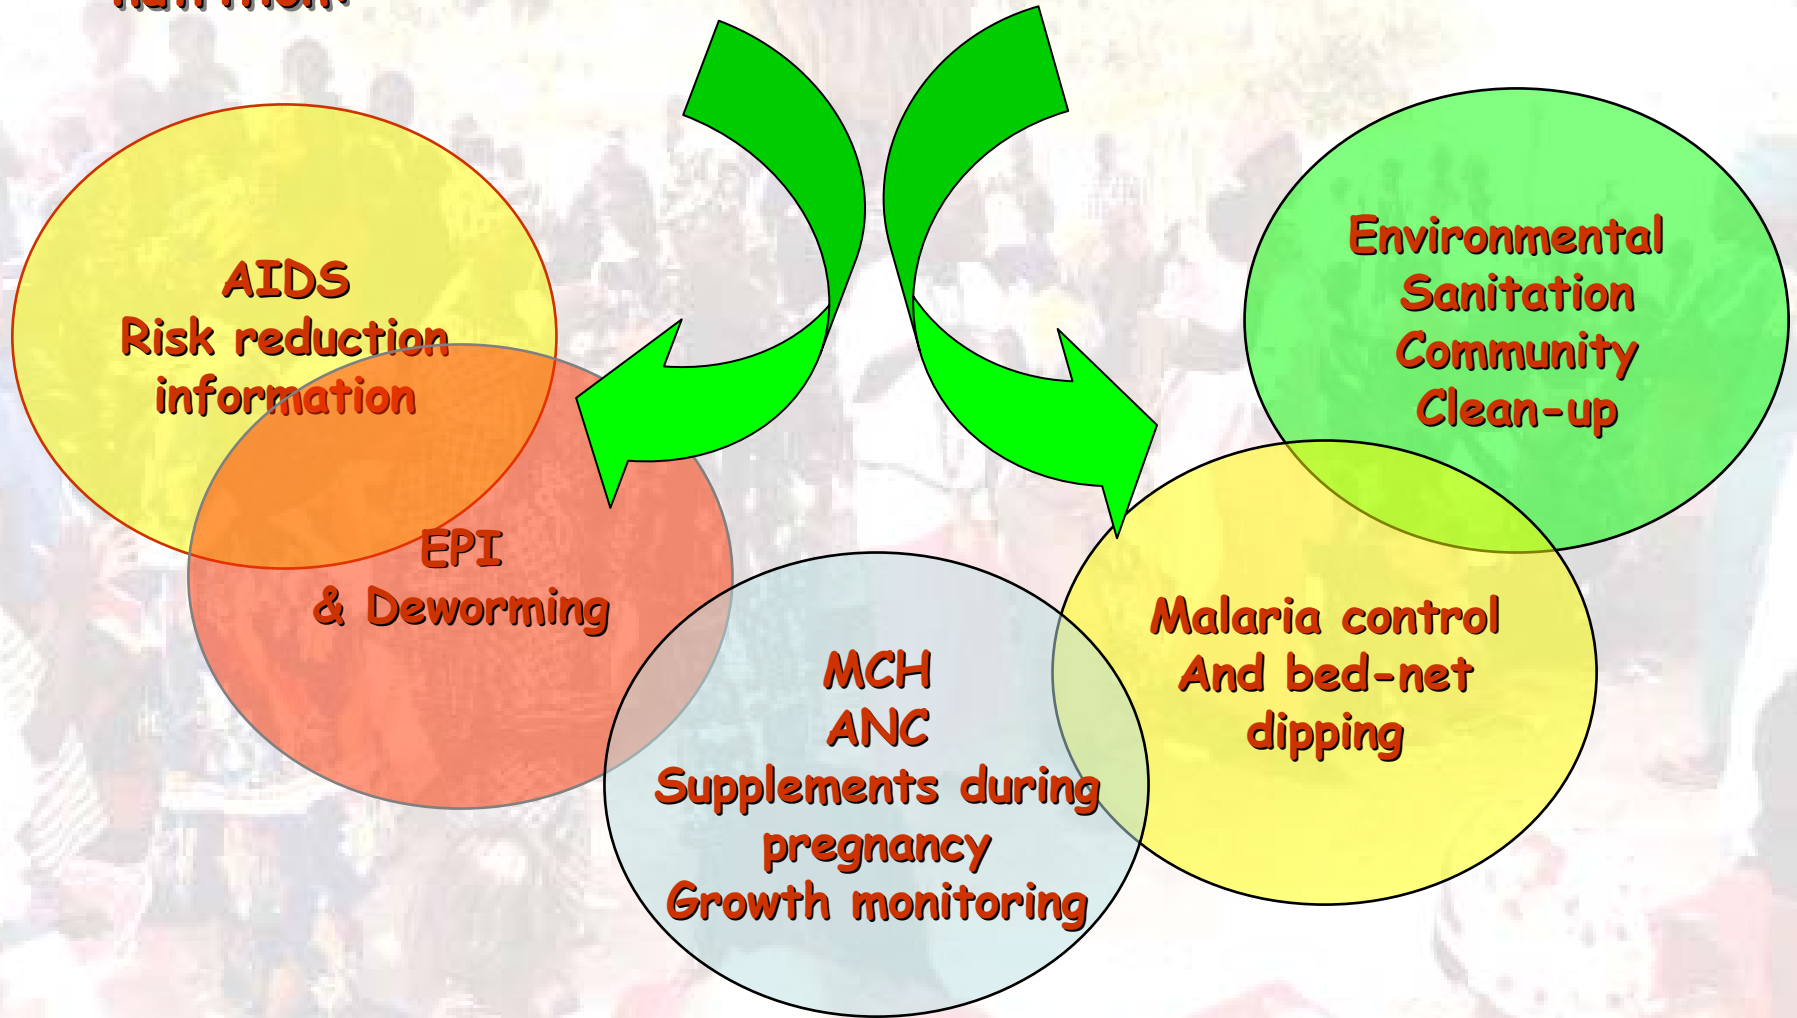 AIDS
Risk reduction
information
EPI
& Deworming
MCH
ANC
Supplements during
pregnancy
Growth monitoring
Malaria control
And bed-net
dipping
Environmental
Sanitation
Community
Clean-up